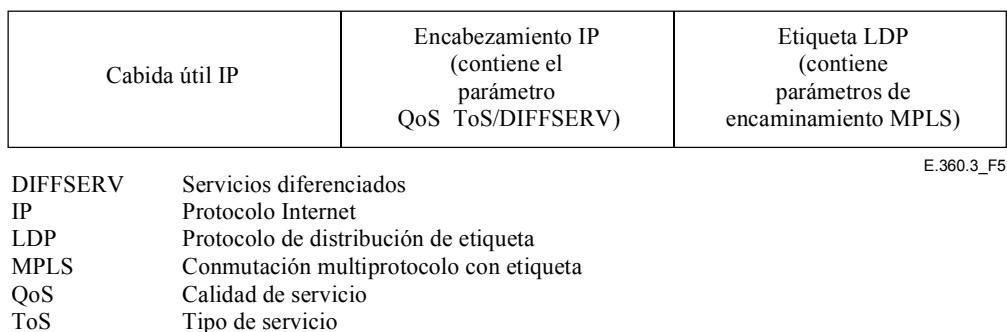 Cabida útil IP
Encabezamiento IP
(contiene el
parámetro
QoS ToS/DIFFSERV)
Etiqueta LDP
(contiene
parámetros de
encaminamiento MPLS)
E.360.3_F5
DIFFSERV Servicios diferenciados
IP Protocolo Internet
LDP Protocolo de distribución de etiqueta
MPLS Conmutación multiprotocolo con etiqueta
QoS Calidad de servicio
ToS Tipo de servicio